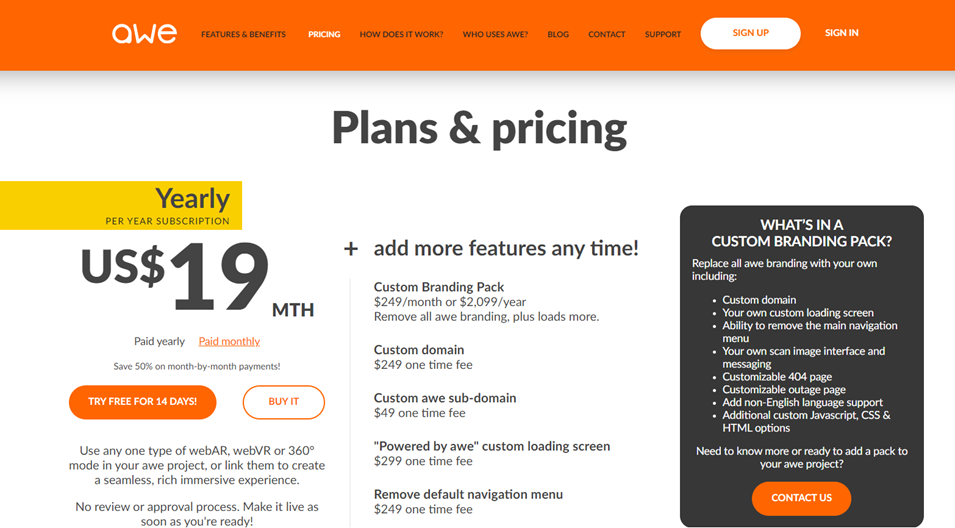 awe
FEATURES & BENEFITS
PRICING
HOW DOES IT WORK?
WHO USES AWE?
BLOG
CONTACT
SUPPORT
SIGN UP
SIGN IN
Plans & pricing
Yearly
PER YEAR SUBSCRIPTION
US$19 MTH
Paid yearly Paid monthly
Save 50% on month-by-month payments!
TRY FREE FOR 14 DAYS!
BUY IT
Use any one type of webAR, webVR or 360°
mode in your awe project, or link them to create
a seamless, rich immersive experience.
No review or approval process. Make it live as
soon as you're ready!
+ add more features any time!
Custom Branding Pack
$249/month or $2,099/year
Remove all awe branding, plus loads more.
Custom domain
$249 one time fee
Custom awe sub-domain
$49 one time fee
"Powered by awe" custom loading screen
$299 one time fee
Remove default navigation menu
$249 one time fee
WHAT'S IN A
CUSTOM BRANDING PACK?
Replace all awe branding with your own
including:
• Custom domain
• Your own custom loading screen
• Ability to remove the main navigation
menu
• Your own scan image interface and
messaging
• Customizable 404 page
• Customizable outage page
• Add non-English language support
• Additional custom Javascript, CSS &
HTML options
Need to know more or ready to add a pack to
your awe project?
CONTACT US